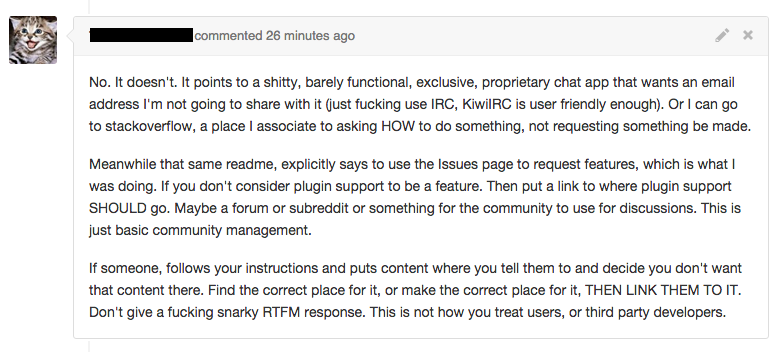 commented 26 minutes ago
No. It doesn't. It points to a shitty, barely functional, exclusive, proprietary chat app that wants an email
address I'm not going to share with it (just fucking use IRC, KiwiIRC is user friendly enough). Or I can go
to stackoverflow, a place I associate to asking HOW to do something, not requesting something be made.
Meanwhile that same readme, explicitly says to use the Issues page to request features, which is what I
was doing. If you don't consider plugin support to be a feature. Then put a link to where plugin support
SHOULD go. Maybe a forum or subreddit or something for the community to use for discussions. This is
just basic community management.
If someone, follows your instructions and puts content where you tell them to and decide you don't want
that content there. Find the correct place for it, or make the correct place for it, THEN LINK THEM TO IT.
Don't give a fucking snarky RTFM response. This is not how you treat users, or third party developers.